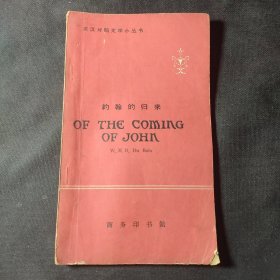 英汉对照文学小丛书
约翰的归来
OF THE COMING
OF JOHN
W. E. B. Du Bois
商务印书馆